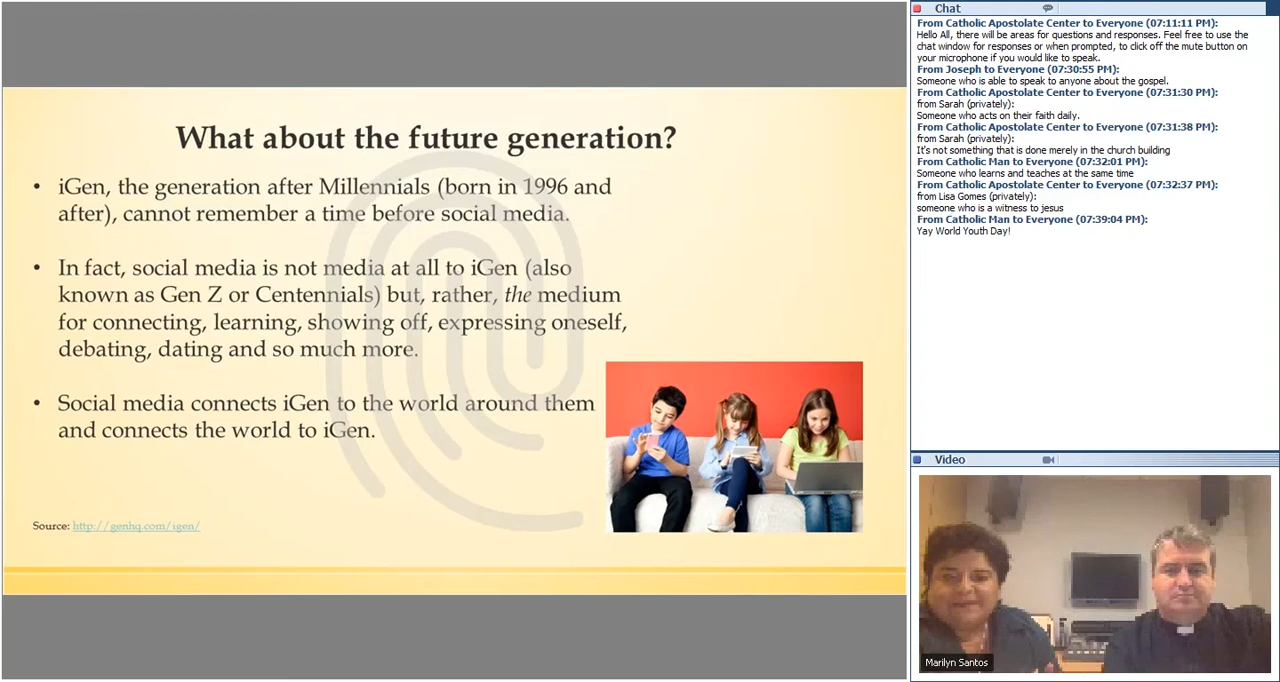 What about the future generation?
• iGen, the generation after Millennials (born in 1996 and
after), cannot remember a time before social media.
• In fact, social media is not media at all to iGen (also
known as Gen Z or Centennials) but, rather, the medium
for connecting, learning, showing off, expressing oneself,
debating, dating and so much more.
• Social media connects iGen to the world around them
and connects the world to iGen.
Source: http://genhq.com/igen/
Chat
From Catholic Apostolate Center to Everyone (07:11:11 PM):
Hello All, there will be areas for questions and responses. Feel free to use the
chat window for responses or when prompted, to click off the mute button on
your microphone if you would like to speak.
From Joseph to Everyone (07:30:55 PM):
Someone who is able to speak to anyone about the gospel.
From Catholic Apostolate Center to Everyone (07:31:30 PM):
from Sarah (privately):
Someone who acts on their faith daily.
From Catholic Apostolate Center to Everyone (07:31:38 PM):
from Sarah (privately):
It's not something that is done merely in the church building
From Catholic Man to Everyone (07:32:01 PM):
Someone who learns and teaches at the same time
From Catholic Apostolate Center to Everyone (07:32:37 PM):
from Lisa Gomes (privately):
someone who is a witness to jesus
From Catholic Man to Everyone (07:39:04 PM):
Yay World Youth Day!
Video
Marilyn Santos